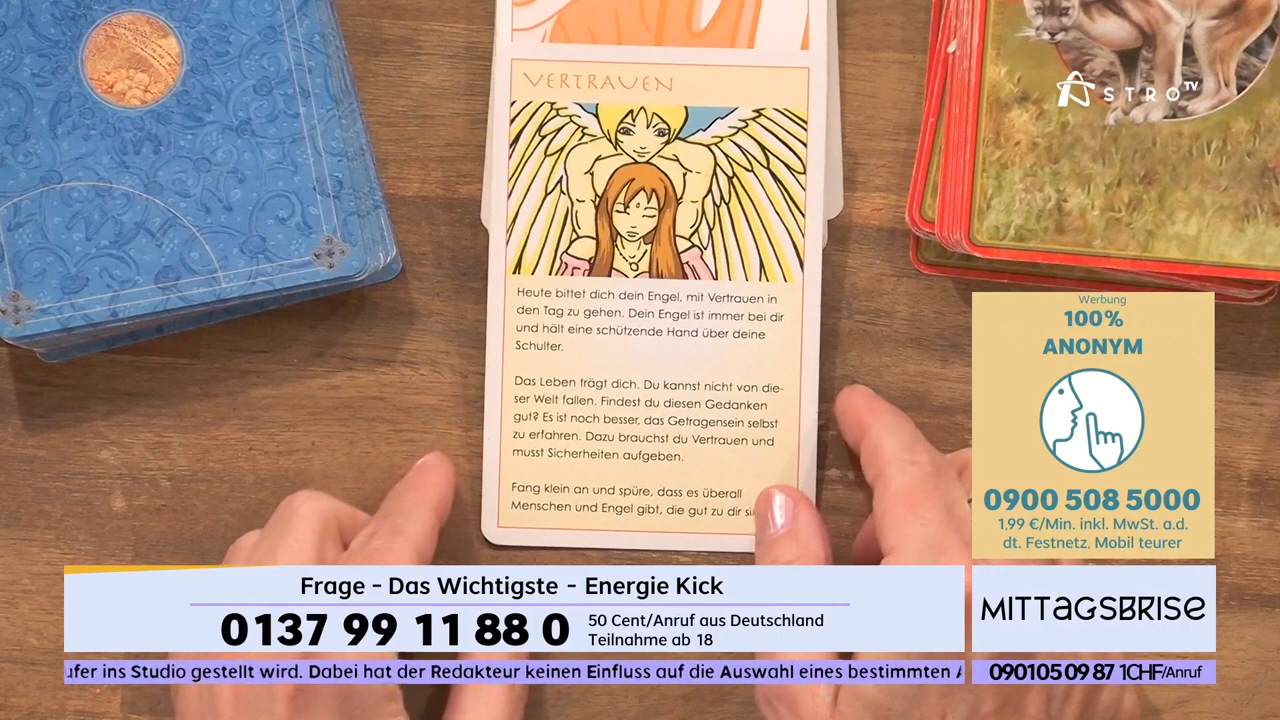 VERTRAUEN
ASTRO TV
Heute bittet dich dein Engel, mit Vertrauen in
den Tag zu gehen. Dein Engel ist immer bei dir
und hält eine schützende Hand über deine
Schulter.
Das Leben trägt dich. Du kannst nicht von die-
ser Welt fallen. Findest du diesen Gedanken
gut? Es ist noch besser, das Getragensein selbst
zu erfahren. Dazu brauchst du Vertrauen und
musst Sicherheiten aufgeben.
Fang klein an und spüre, dass es überall
Menschen und Engel gibt, die gut zu dir
Werbung
100%
ANONYM
0900 508 5000
1,99 €/Min. inkl. MwSt. a.d.
dt. Festnetz, Mobil teurer
Frage - Das Wichtigste - Energie Kick
0137 99 11 88 0
50 Cent/Anruf aus Deutschland
Teilnahme ab 18
MITTAGSBRISE
ufer ins Studio gestellt wird. Dabei hat der Redakteur keinen Einfluss auf die Auswahl eines bestimmten
0901 05 09 87 1CHF/Anruf